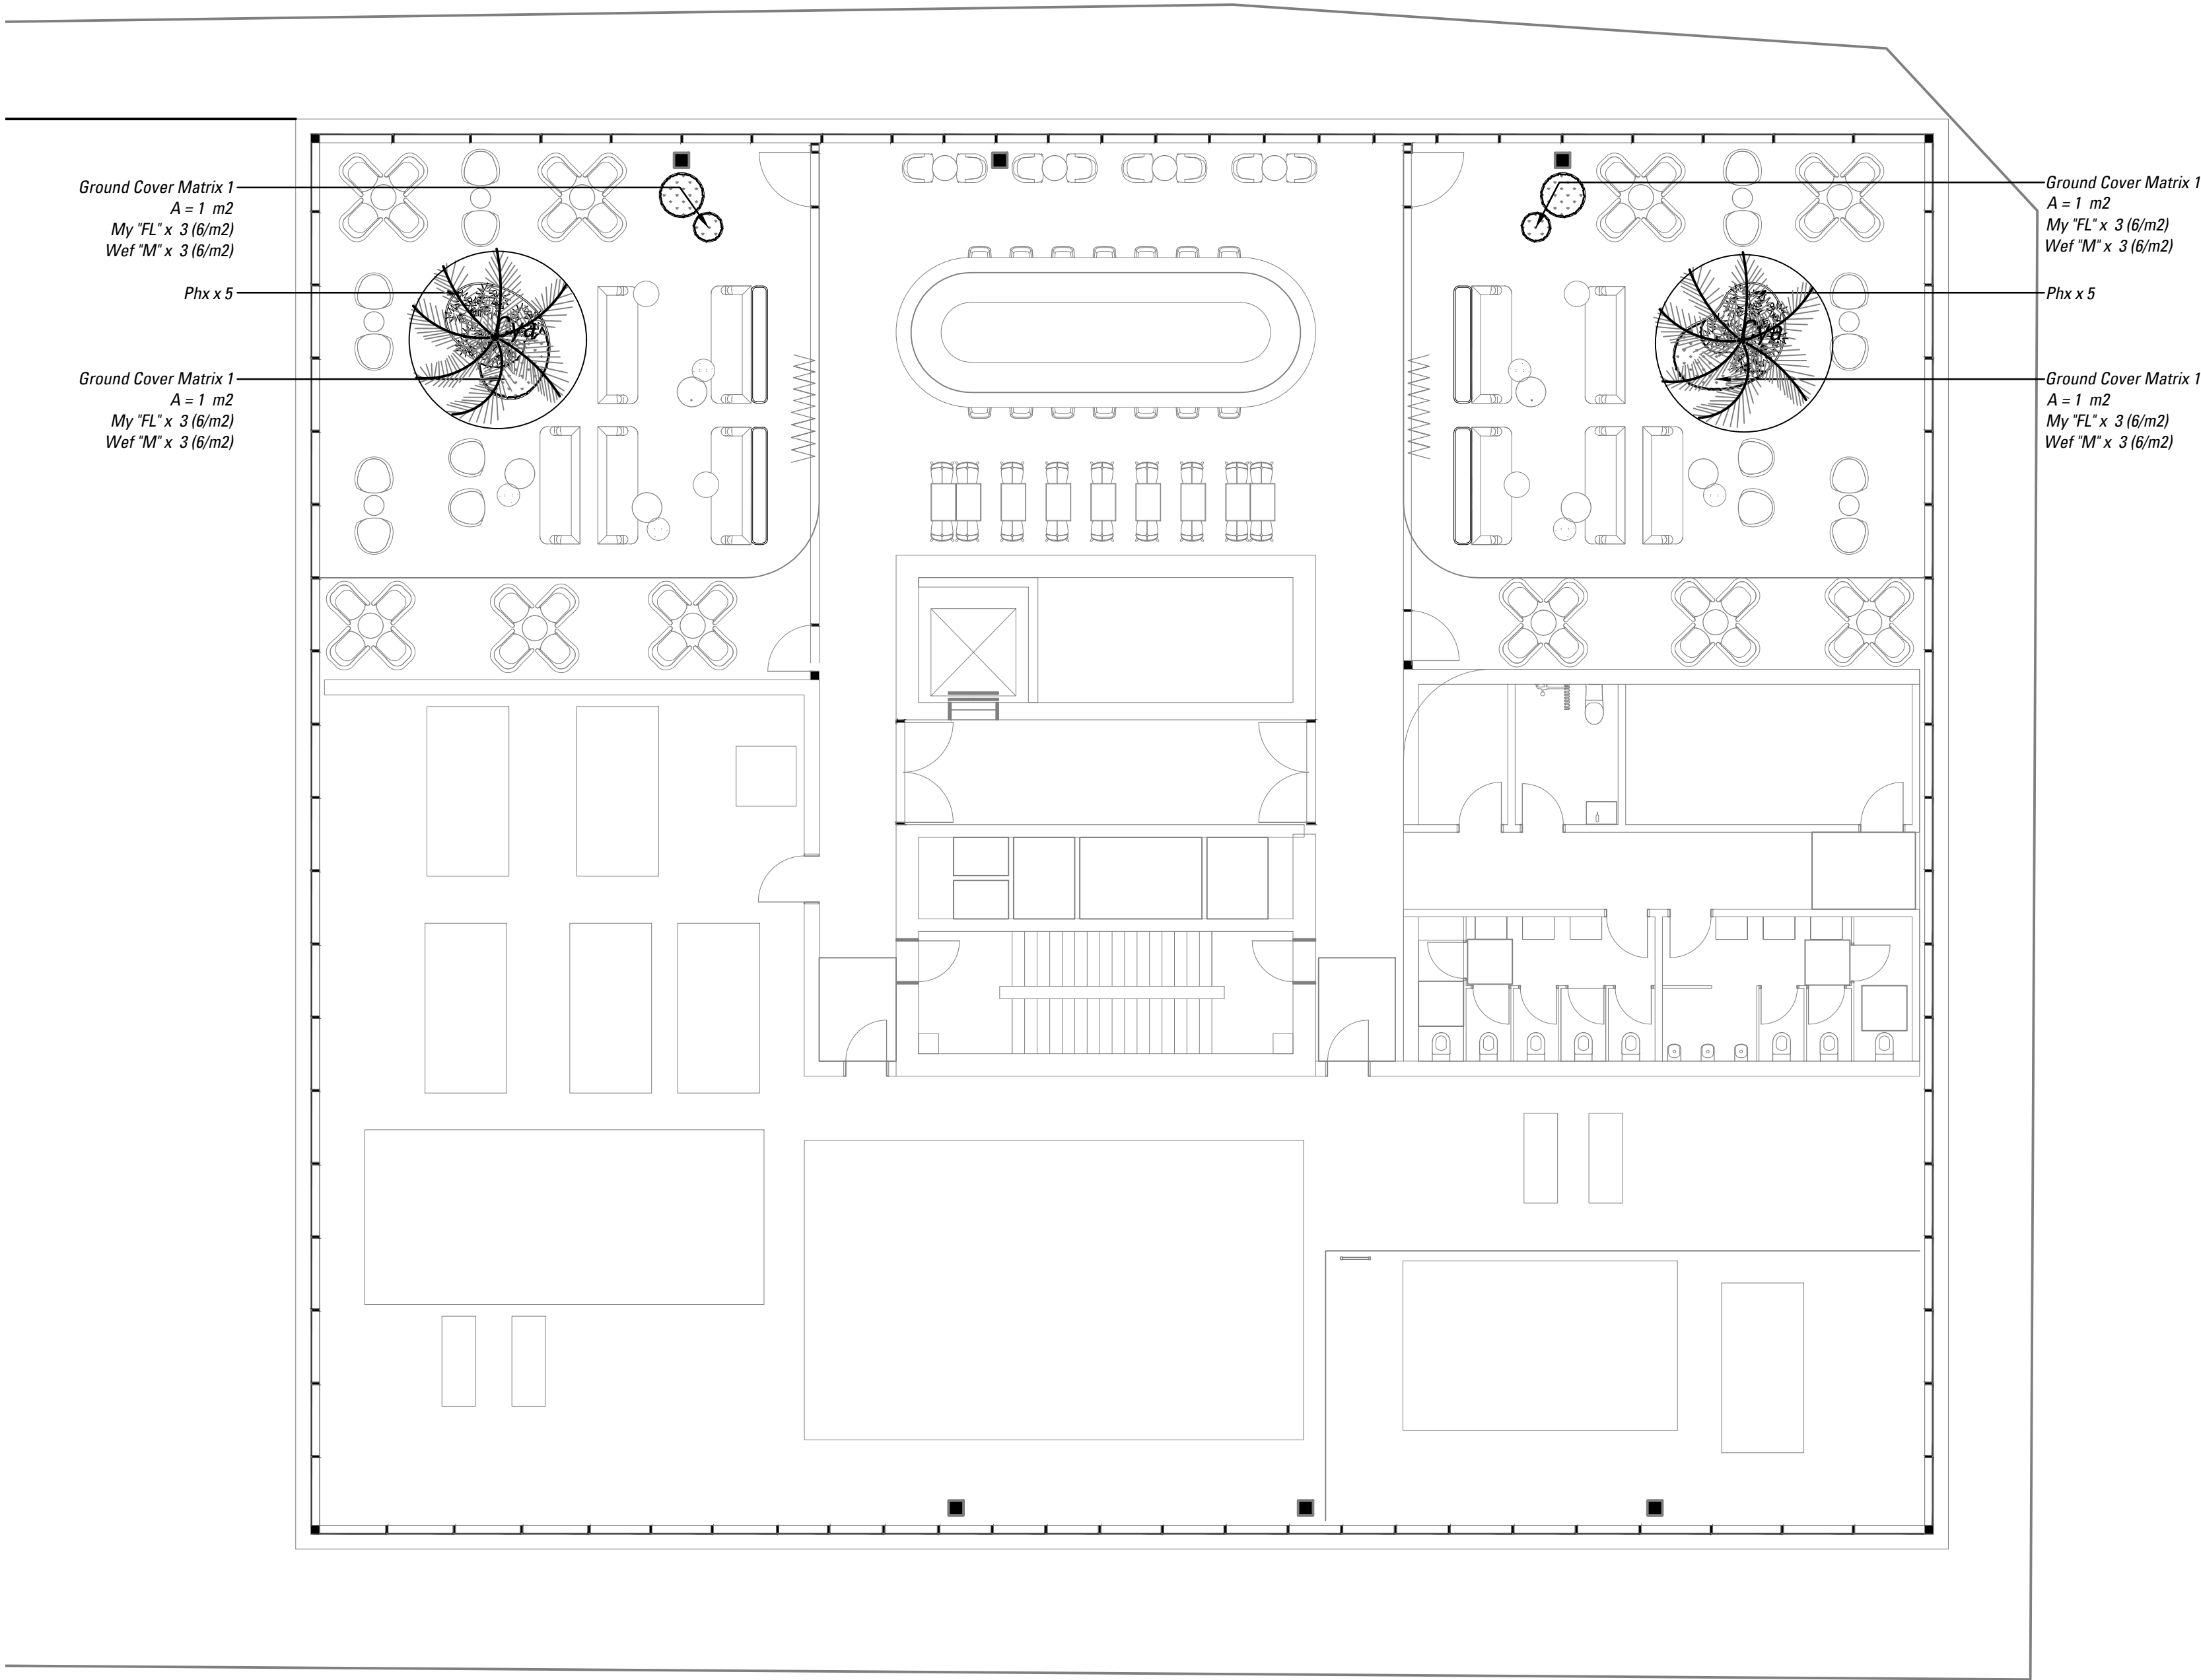 Ground Cover Matrix 1
A = 1 m2
My "FL" x 3 (6/m2)
Wef "M" x 3 (6/m2)
Phx x 5
Ground Cover Matrix 1
A = 1 m2
My "FL" x 3 (6/m2)
Wef "M" x 3 (6/m2)
Cya
Ground Cover Matrix 1
A = 1 m2
My "FL" x 3 (6/m2)
Wef "M" x 3 (6/m2)
Phx x 5
Ground Cover Matrix 1
A = 1 m2
My "FL" x 3 (6/m2)
Wef "M" x 3 (6/m2)
Cya